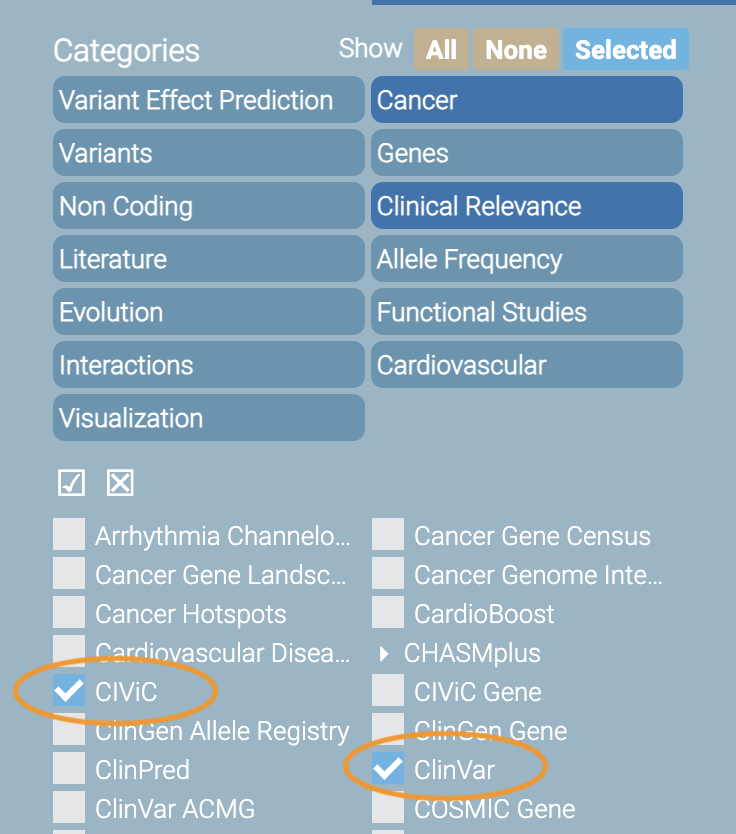 Categories
Show All None Selected
Variant Effect Prediction Cancer
Variants Genes
Non Coding Clinical Relevance
Literature Allele Frequency
Evolution Functional Studies
Interactions Cardiovascular
Visualization
Arrhythmia Channelo... Cancer Gene Census
Cancer Gene Landsc... Cancer Genome Inte...
Cancer Hotspots CardioBoost
Cardiovascular Disea... CHASMplus
CIViC CIViC Gene
ClinGen Allele Registry ClinGen Gene
ClinPred ClinVar
ClinVar ACMG COSMIC Gene